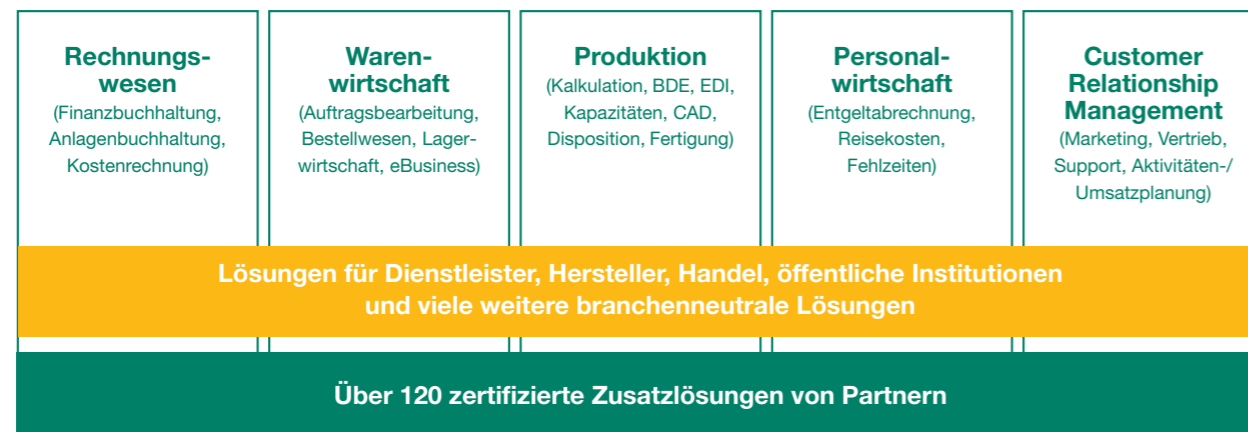 Rechnungs-
wesen
(Finanzbuchhaltung,
Anlagenbuchhaltung,
Kostenrechnung)
Waren-
wirtschaft
(Auftragsbearbeitung,
Bestellwesen, Lager-
wirtschaft, eBusiness)
Produktion
(Kalkulation, BDE, EDI,
Kapazitäten, CAD,
Disposition, Fertigung)
Personal-
wirtschaft
(Entgeltabrechnung,
Reisekosten,
Fehlzeiten)
Customer
Relationship
Management
(Marketing, Vertrieb,
Support, Aktivitäten-/
Umsatzplanung)
Lösungen für Dienstleister, Hersteller, Handel, öffentliche Institutionen
und viele weitere branchenneutrale Lösungen
Über 120 zertifizierte Zusatzlösungen von Partnern